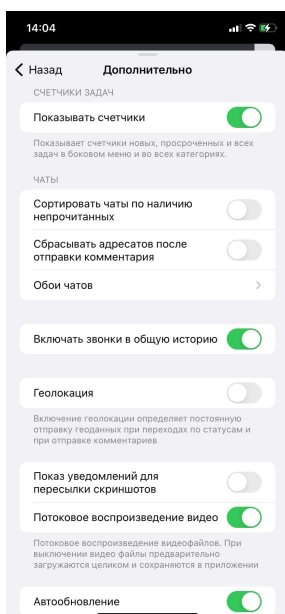 14:04
Назад
Дополнительно
СЧЕТЧИКИ ЗАДАЧ
Показывать счетчики
Показывает счетчики новых, просроченных и всех
задач в боковом меню и во всех категориях.
ЧАТЫ
Сортировать чаты по наличию
непрочитанных
Сбрасывать адресатов после
отправки комментария
Обои чатов
Включать звонки в общую историю
Геолокация
Включение геолокации определяет постоянную
отправку геоданных при переходах по статусам и
при отправке комментариев
Показ уведомлений для
пересылки скриншотов
Потоковое воспроизведение видео
Потоковое воспроизведение видеофайлов. При
выключении видео файлы предварительно
загружаются целиком и сохраняются в приложении
Автообновление